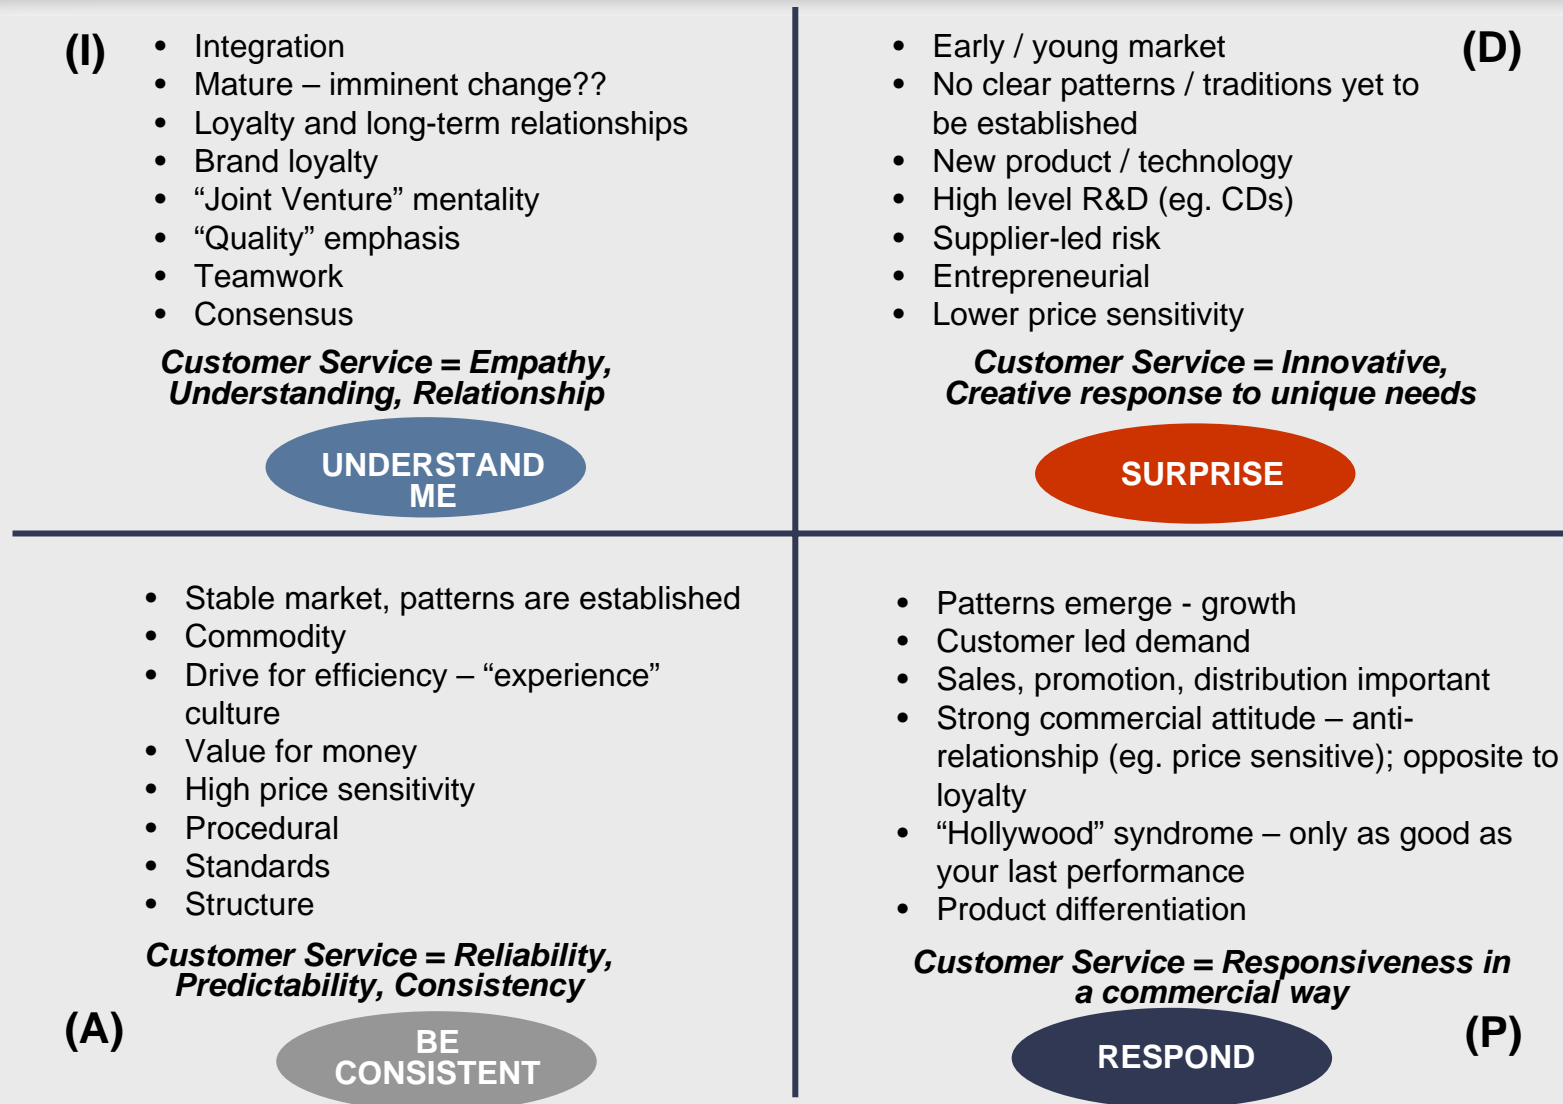 (I)
• Integration
• Mature – imminent change??
• Loyalty and long-term relationships
• Brand loyalty
• “Joint Venture” mentality
• “Quality” emphasis
• Teamwork
• Consensus
Customer Service = Empathy,
Understanding, Relationship
UNDERSTAND
ME
(D)
• Early / young market
• No clear patterns / traditions yet to
be established
• New product / technology
• High level R&D (eg. CDs)
• Supplier-led risk
• Entrepreneurial
• Lower price sensitivity
Customer Service = Innovative,
Creative response to unique needs
SURPRISE
• Stable market, patterns are established
• Commodity
• Drive for efficiency – “experience”
culture
• Value for money
• High price sensitivity
• Procedural
• Standards
• Structure
Customer Service = Reliability,
Predictability, Consistency
(A)
BE
CONSISTENT
• Patterns emerge - growth
• Customer led demand
• Sales, promotion, distribution important
• Strong commercial attitude – anti-
relationship (eg. price sensitive); opposite to
loyalty
• “Hollywood” syndrome – only as good as
your last performance
• Product differentiation
Customer Service = Responsiveness in
a commercial way
(P)
RESPOND